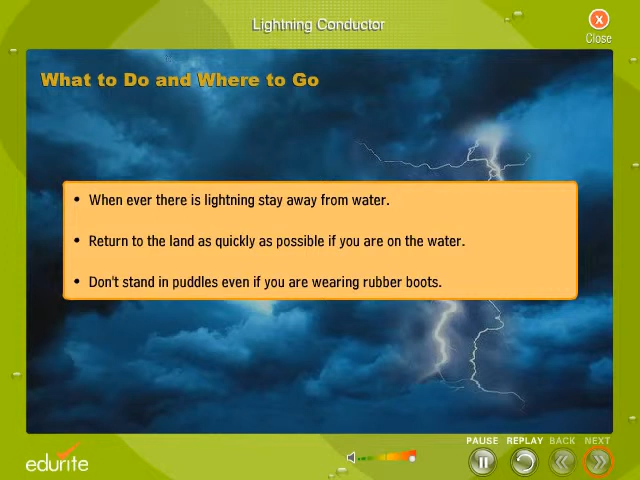 Lightning Conductor
Close
What to Do and Where to Go
• When ever there is lightning stay away from water.
• Return to the land as quickly as possible if you are on the water.
• Don't stand in puddles even if you are wearing rubber boots.
PAUSE REPLAY BACK NEXT
edurite